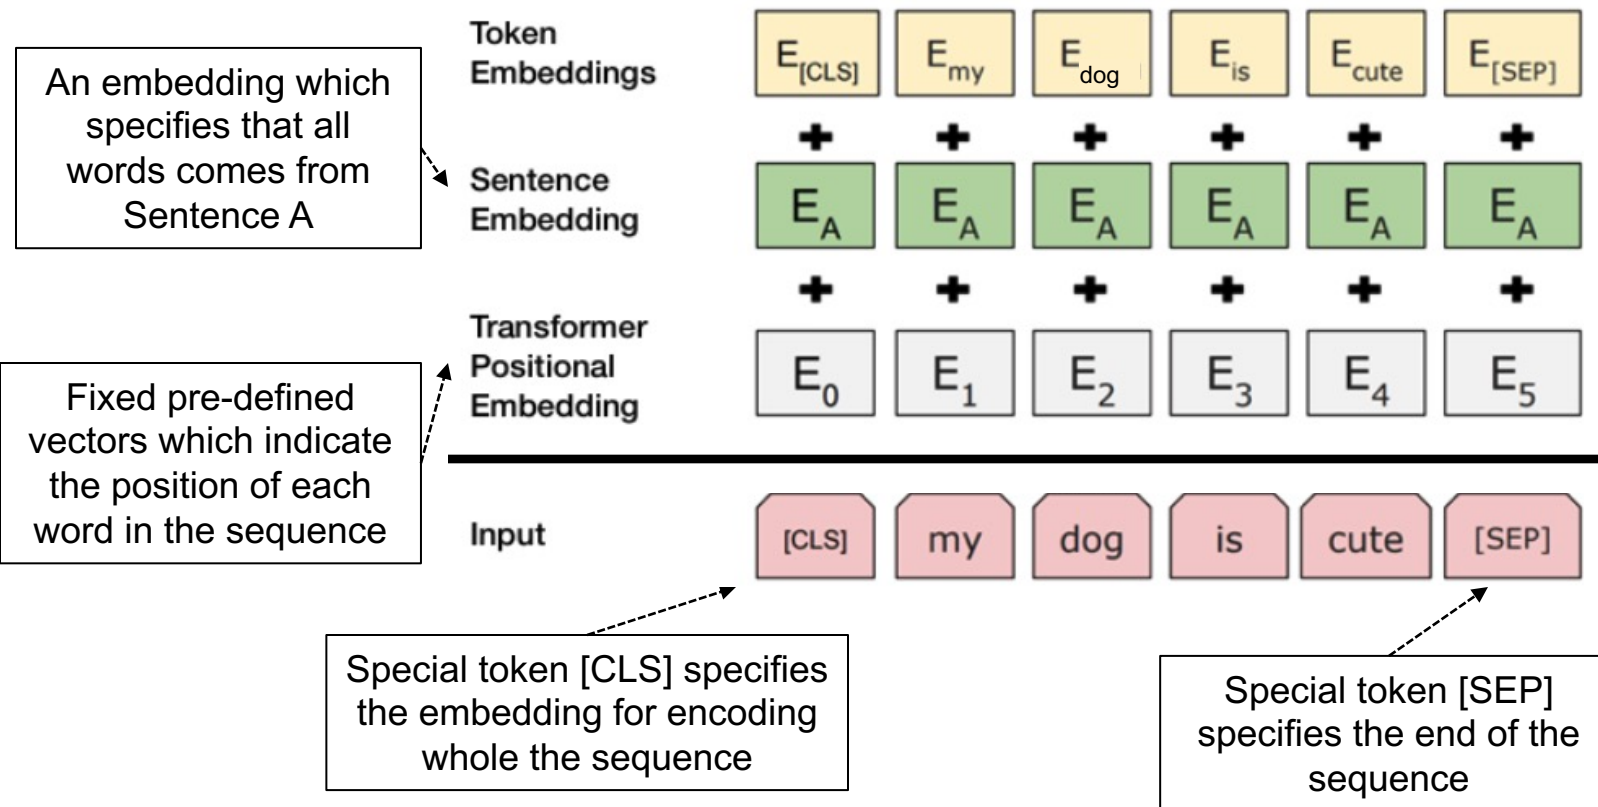 Token
Embeddings
E[CLS] Emy Edog Eis Ecute E[SEP]
An embedding which
specifies that all
words comes from
Sentence A
+ + + + + +
Sentence
Embedding
EA EA EA EA EA EA
+ + + + + +
Transformer
Positional
Embedding
E0 E1 E2 E3 E4 E5
Fixed pre-defined
vectors which indicate
the position of each
word in the sequence
Input
[CLS] my dog is cute [SEP]
Special token [CLS] specifies
the embedding for encoding
whole the sequence
Special token [SEP]
specifies the end of the
sequence